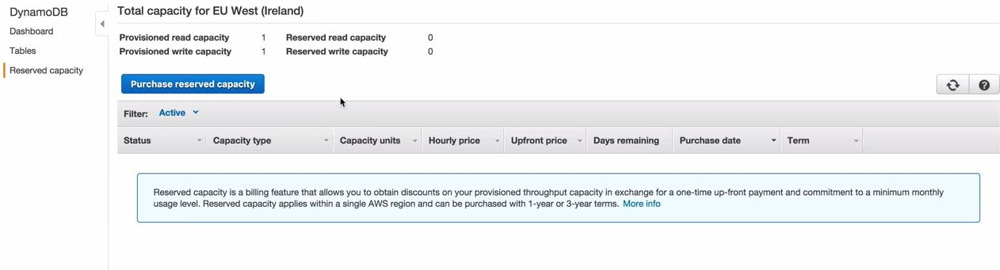 DynamoDB
Dashboard
Tables
Reserved capacity
Total capacity for EU West (Ireland)
Provisioned read capacity 1 Reserved read capacity 0
Provisioned write capacity 1 Reserved write capacity 0
Purchase reserved capacity
Filter: Active
Status Capacity type Capacity units Hourly price Upfront price Days remaining Purchase date Term
Reserved capacity is a billing feature that allows you to obtain discounts on your provisioned throughput capacity in exchange for a one-time up-front payment and commitment to a minimum monthly
usage level. Reserved capacity applies within a single AWS region and can be purchased with 1-year or 3-year terms. More info